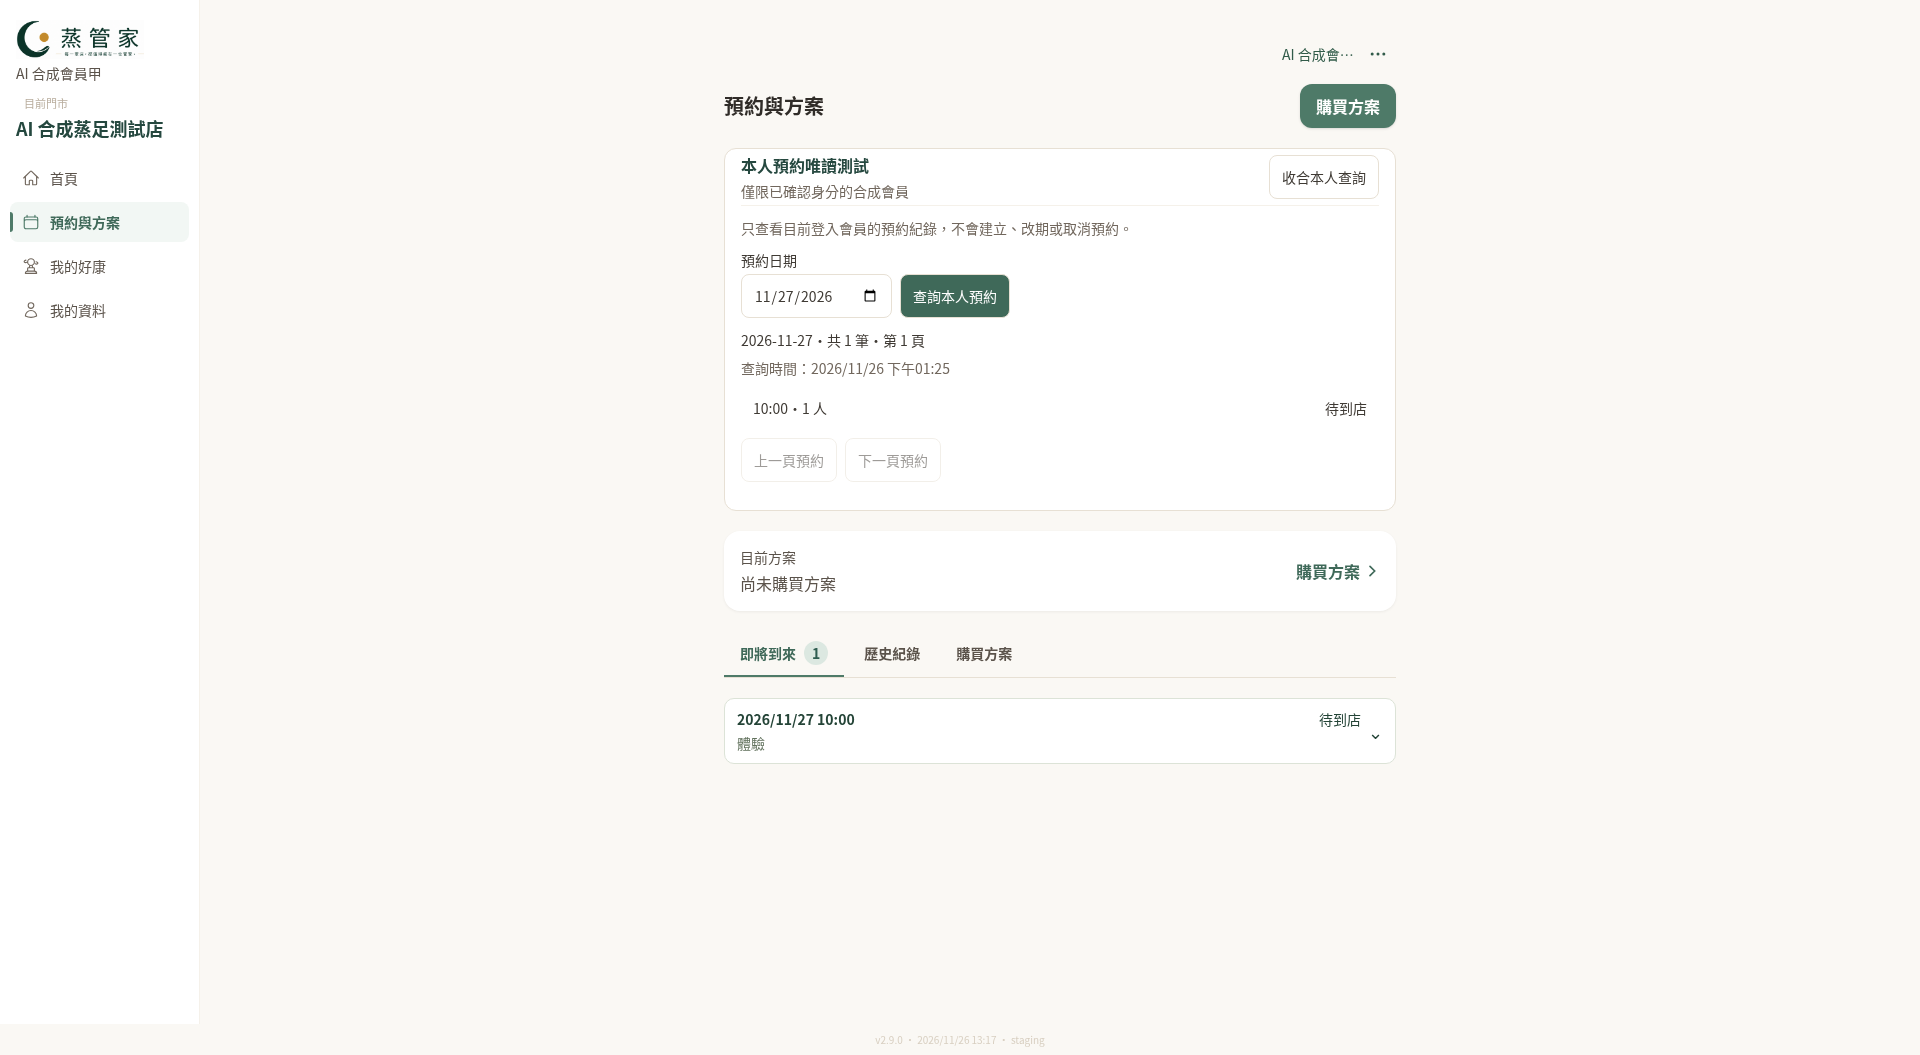 蒸管家
AI 合成會員甲
目前門市
AI 合成蒸足測試店
首頁
預約與方案
我的好康
我的資料
AI 合成會…
預約與方案
購買方案
本人預約唯讀測試
僅限已確認身分的合成會員
收合本人查詢
只查看目前登入會員的預約紀錄，不會建立、改期或取消預約。
預約日期
11/27/2026
查詢本人預約
2026-11-27・共 1 筆・第 1 頁
查詢時間：2026/11/26 下午01:25
10:00・1 人
待到店
上一頁預約
下一頁預約
目前方案
尚未購買方案
購買方案
即將到來 1
歷史紀錄
購買方案
2026/11/27 10:00
待到店
體驗
v2.9.0 ・ 2026/11/26 13:17 ・ staging